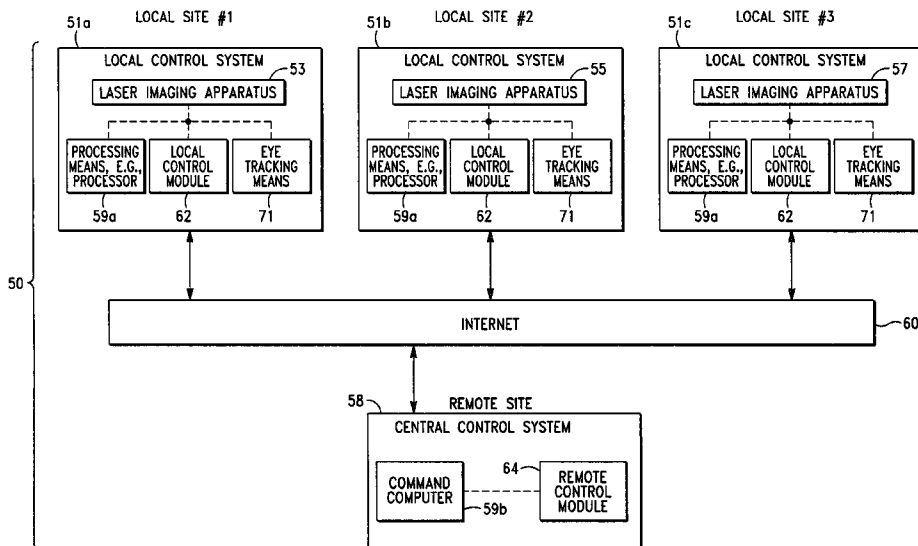 LOCAL SITE #1
LOCAL SITE #2
LOCAL SITE #3
51a
51b
51c
LOCAL CONTROL SYSTEM
53
LASER IMAGING APPARATUS
PROCESSING
MEANS, E.G.,
PROCESSOR
59a
LOCAL
CONTROL
MODULE
62
EYE
TRACKING
MEANS
71
LOCAL CONTROL SYSTEM
55
LASER IMAGING APPARATUS
PROCESSING
MEANS, E.G.,
PROCESSOR
59a
LOCAL
CONTROL
MODULE
62
EYE
TRACKING
MEANS
71
LOCAL CONTROL SYSTEM
57
LASER IMAGING APPARATUS
PROCESSING
MEANS, E.G.,
PROCESSOR
59a
LOCAL
CONTROL
MODULE
62
EYE
TRACKING
MEANS
71
50
INTERNET
60
58
REMOTE SITE
CENTRAL CONTROL SYSTEM
COMMAND
COMPUTER
59b
64
REMOTE
CONTROL
MODULE